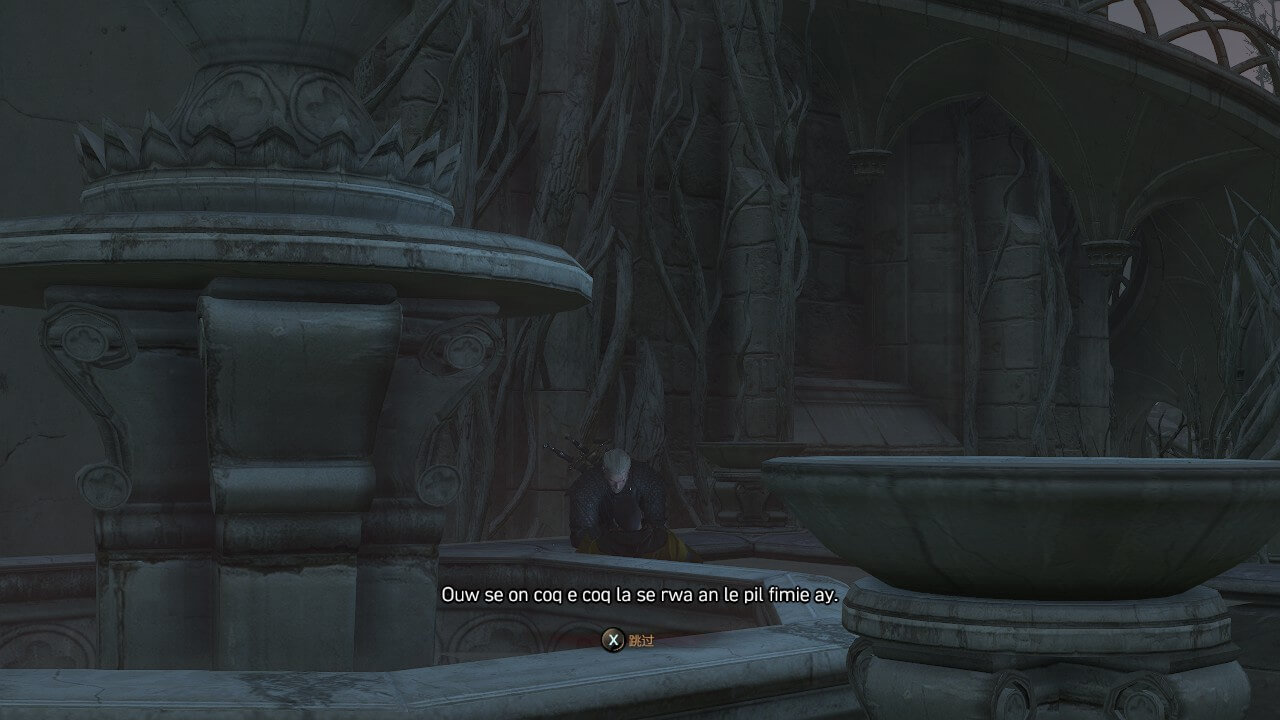 Ouw se on coq e coq la se rwa an le pil fimie ay.
X 跳过